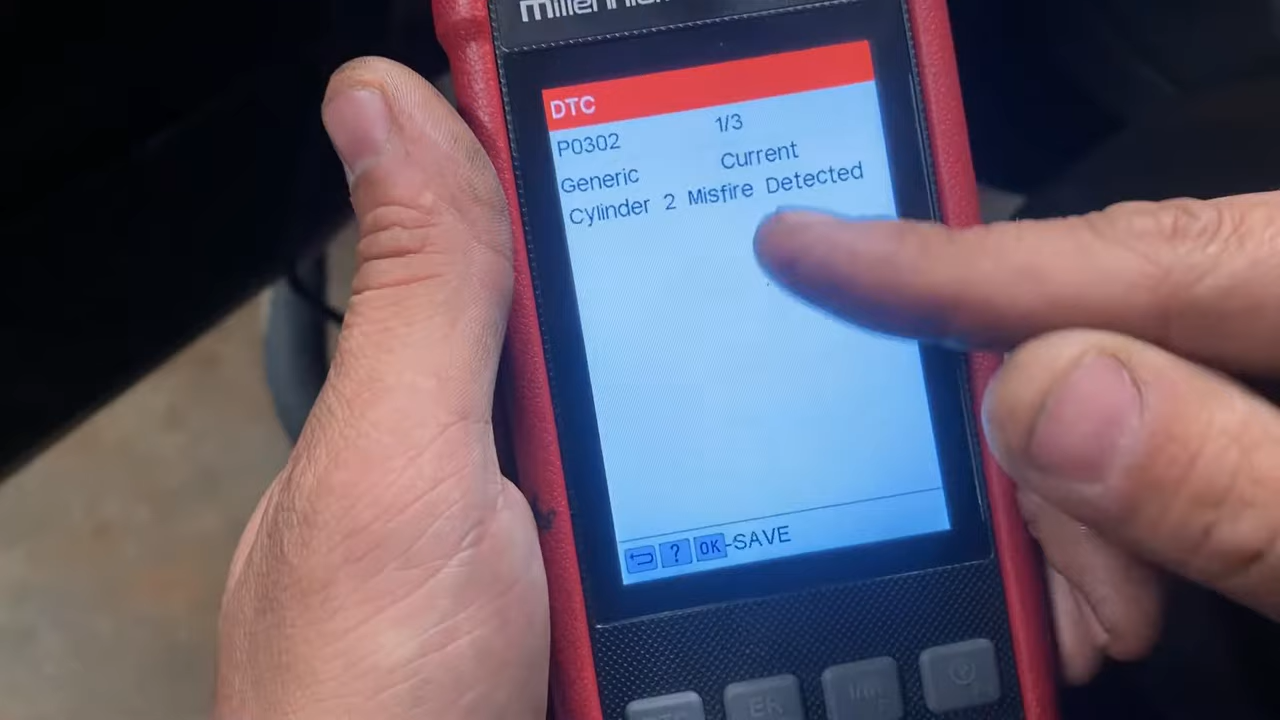 DTC
P0302 1/3
Generic Current
Cylinder 2 Misfire Detected
? OK -SAVE